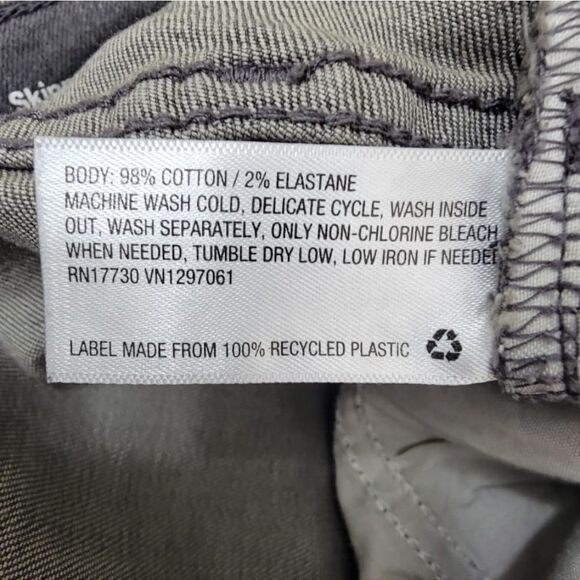 BODY: 98% COTTON / 2% ELASTANE
MACHINE WASH COLD, DELICATE CYCLE, WASH INSIDE
OUT, WASH SEPARATELY, ONLY NON-CHLORINE BLEACH
WHEN NEEDED, TUMBLE DRY LOW, LOW IRON IF
RN17730 VN1297061
LABEL MADE FROM 100% RECYCLED PLASTIC